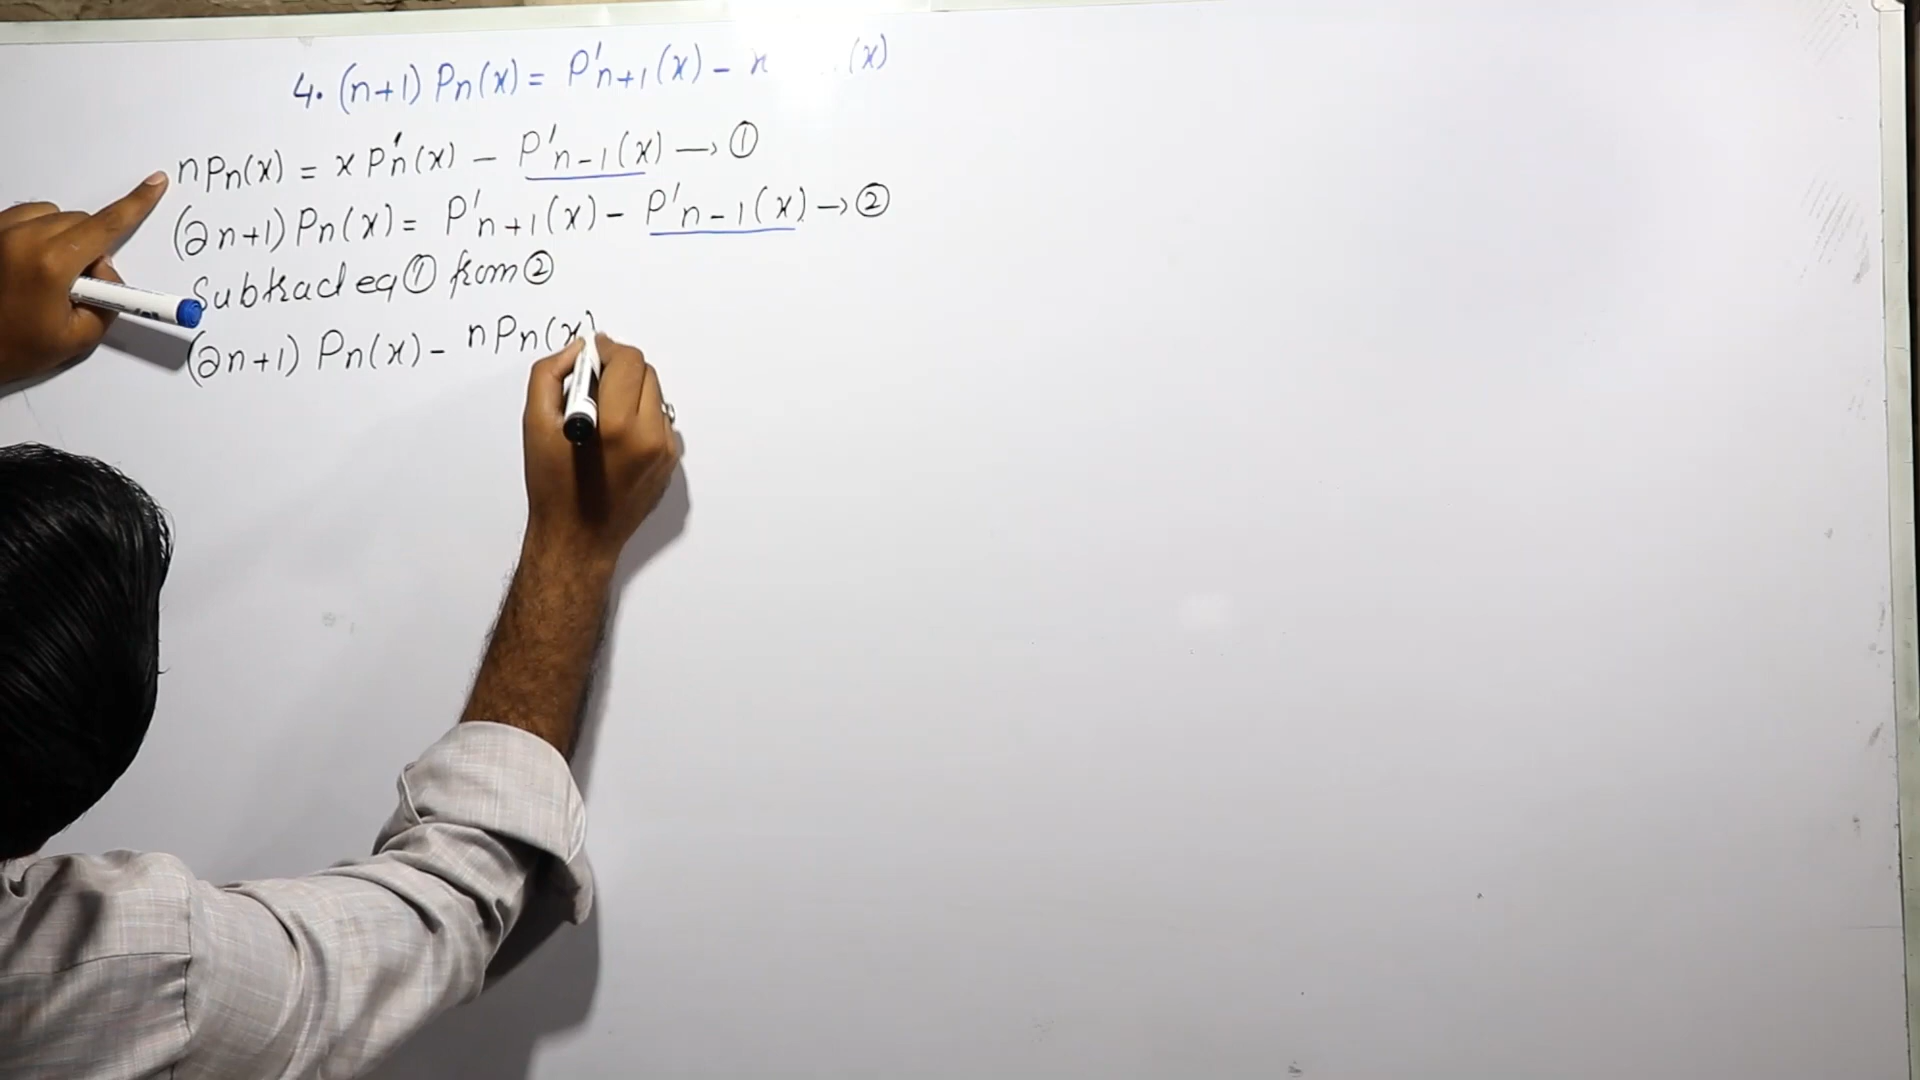 4. (n+1) Pn(x) = P'n+1(x) - x (x)
nPn(x) = x P'n(x) - P'n-1(x) → ①
(2n+1) Pn(x) = P'n+1(x) - P'n-1(x) → ②
Subtract eq ① from ②
(2n+1) Pn(x) - nPn(x)